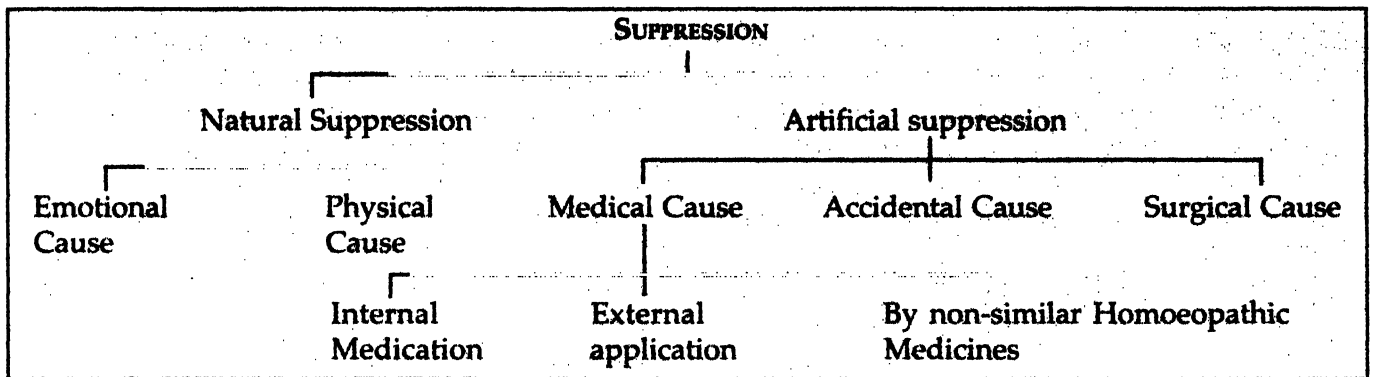 SUPPRESSION
Natural Suppression Artificial suppression
Emotional Cause Physical Cause Medical Cause Accidental Cause Surgical Cause
Internal Medication External application By non-similar Homoeopathic Medicines